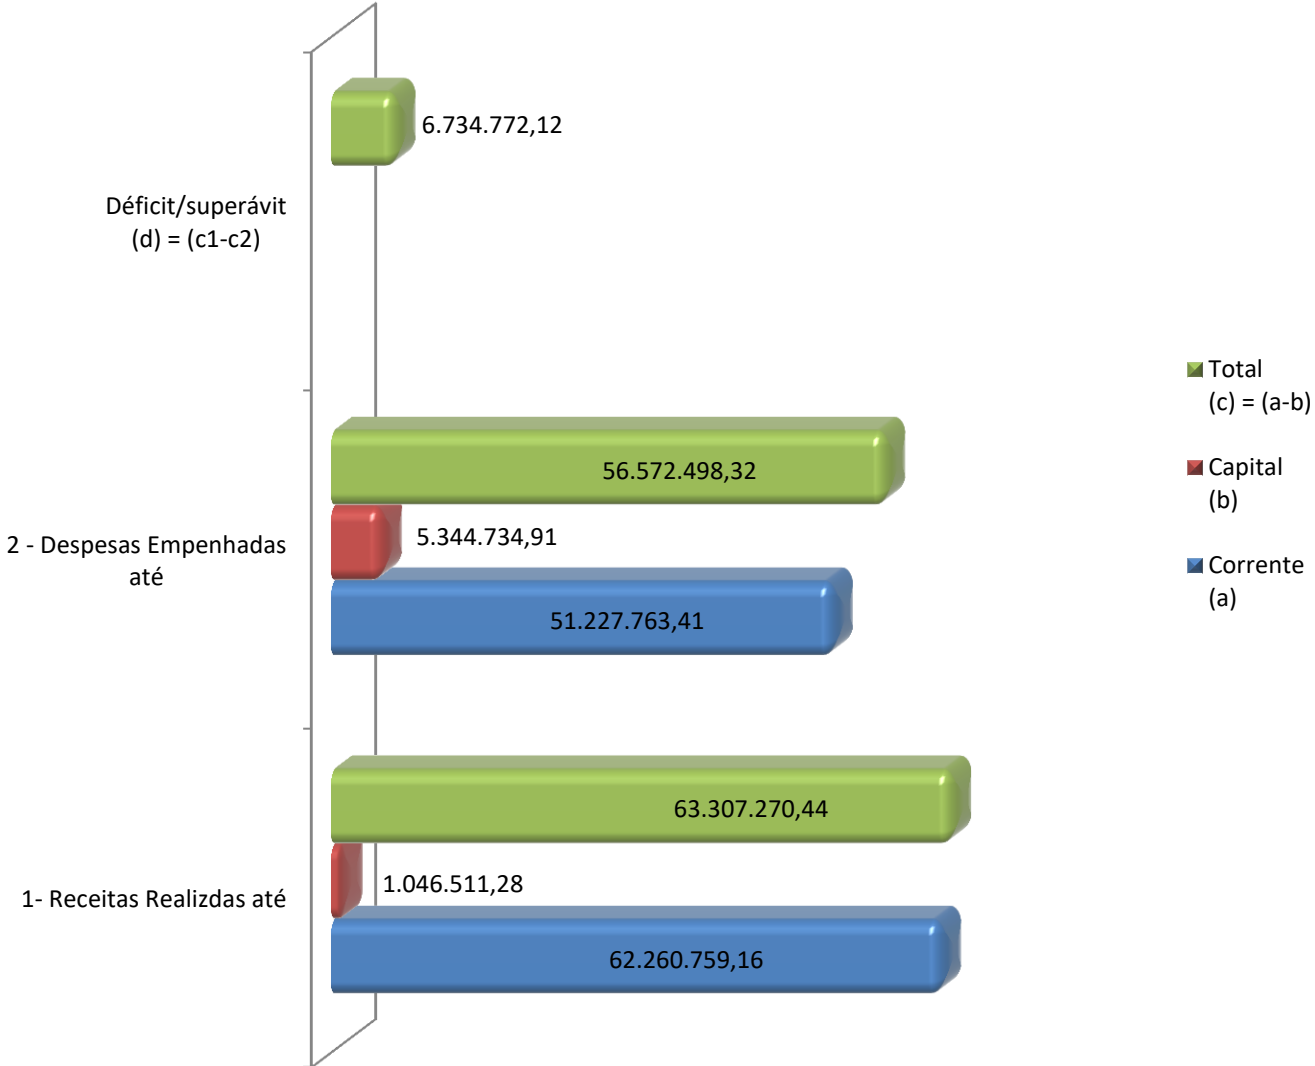 6.734.772,12
Déficit/superávit
(d) = (c1-c2)
56.572.498,32
5.344.734,91
2 - Despesas Empenhadas
até
51.227.763,41
63.307.270,44
1.046.511,28
1- Receitas Realizdas até
62.260.759,16
Total
(c) = (a-b)
Capital
(b)
Corrente
(a)